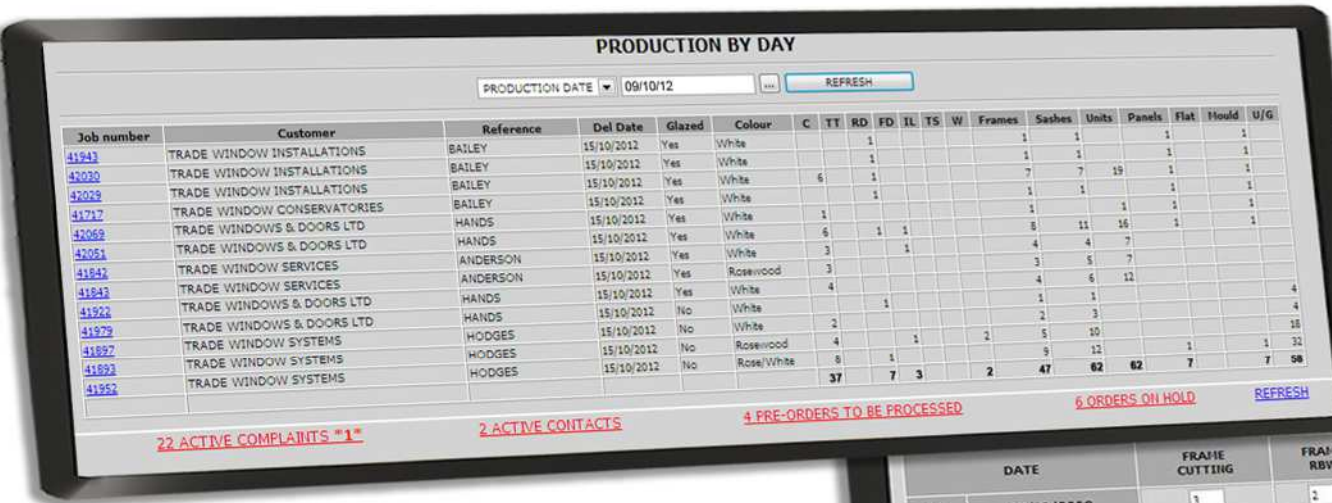 PRODUCTION BY DAY
PRODUCTION DATE 09/10/12 ... REFRESH
Job number Customer Reference Del Date Glazed Colour C TT RD FD IL TS W Frames Sashes Units Panels Flat Mould U/G
41943 TRADE WINDOW INSTALLATIONS BAILEY 15/10/2012 Yes White 1 1 1 1 1
42030 TRADE WINDOW INSTALLATIONS BAILEY 15/10/2012 Yes White 1 1 1 1 1
42029 TRADE WINDOW INSTALLATIONS BAILEY 15/10/2012 Yes White 6 1 7 7 19 1 1
41717 TRADE WINDOW CONSERVATORIES BAILEY 15/10/2012 Yes White 1 1 1 1 1
42069 TRADE WINDOWS & DOORS LTD HANDS 15/10/2012 Yes White 1 1 1 1 1
42051 TRADE WINDOWS & DOORS LTD HANDS 15/10/2012 Yes White 6 1 1 8 11 16 1 1
41842 TRADE WINDOW SERVICES ANDERSON 15/10/2012 Yes White 3 1 4 4 7
41843 TRADE WINDOW SERVICES ANDERSON 15/10/2012 Yes Rosewood 3 3 5 7
41922 TRADE WINDOWS & DOORS LTD HANDS 15/10/2012 Yes White 4 4 6 12
41979 TRADE WINDOWS & DOORS LTD HANDS 15/10/2012 No White 1 1 1 4
41897 TRADE WINDOW SYSTEMS HODGES 15/10/2012 No White 2 2 3 4
41893 TRADE WINDOW SYSTEMS HODGES 15/10/2012 No Rosewood 4 1 2 5 10 18
41952 TRADE WINDOW SYSTEMS HODGES 15/10/2012 No Rose/White 8 1 9 12 1 1 32
37 7 3 2 47 62 62 7 7 58
22 ACTIVE COMPLAINTS "1" 2 ACTIVE CONTACTS 4 PRE-ORDERS TO BE PROCESSED 6 ORDERS ON HOLD REFRESH
DATE FRAME CUTTING
3 2